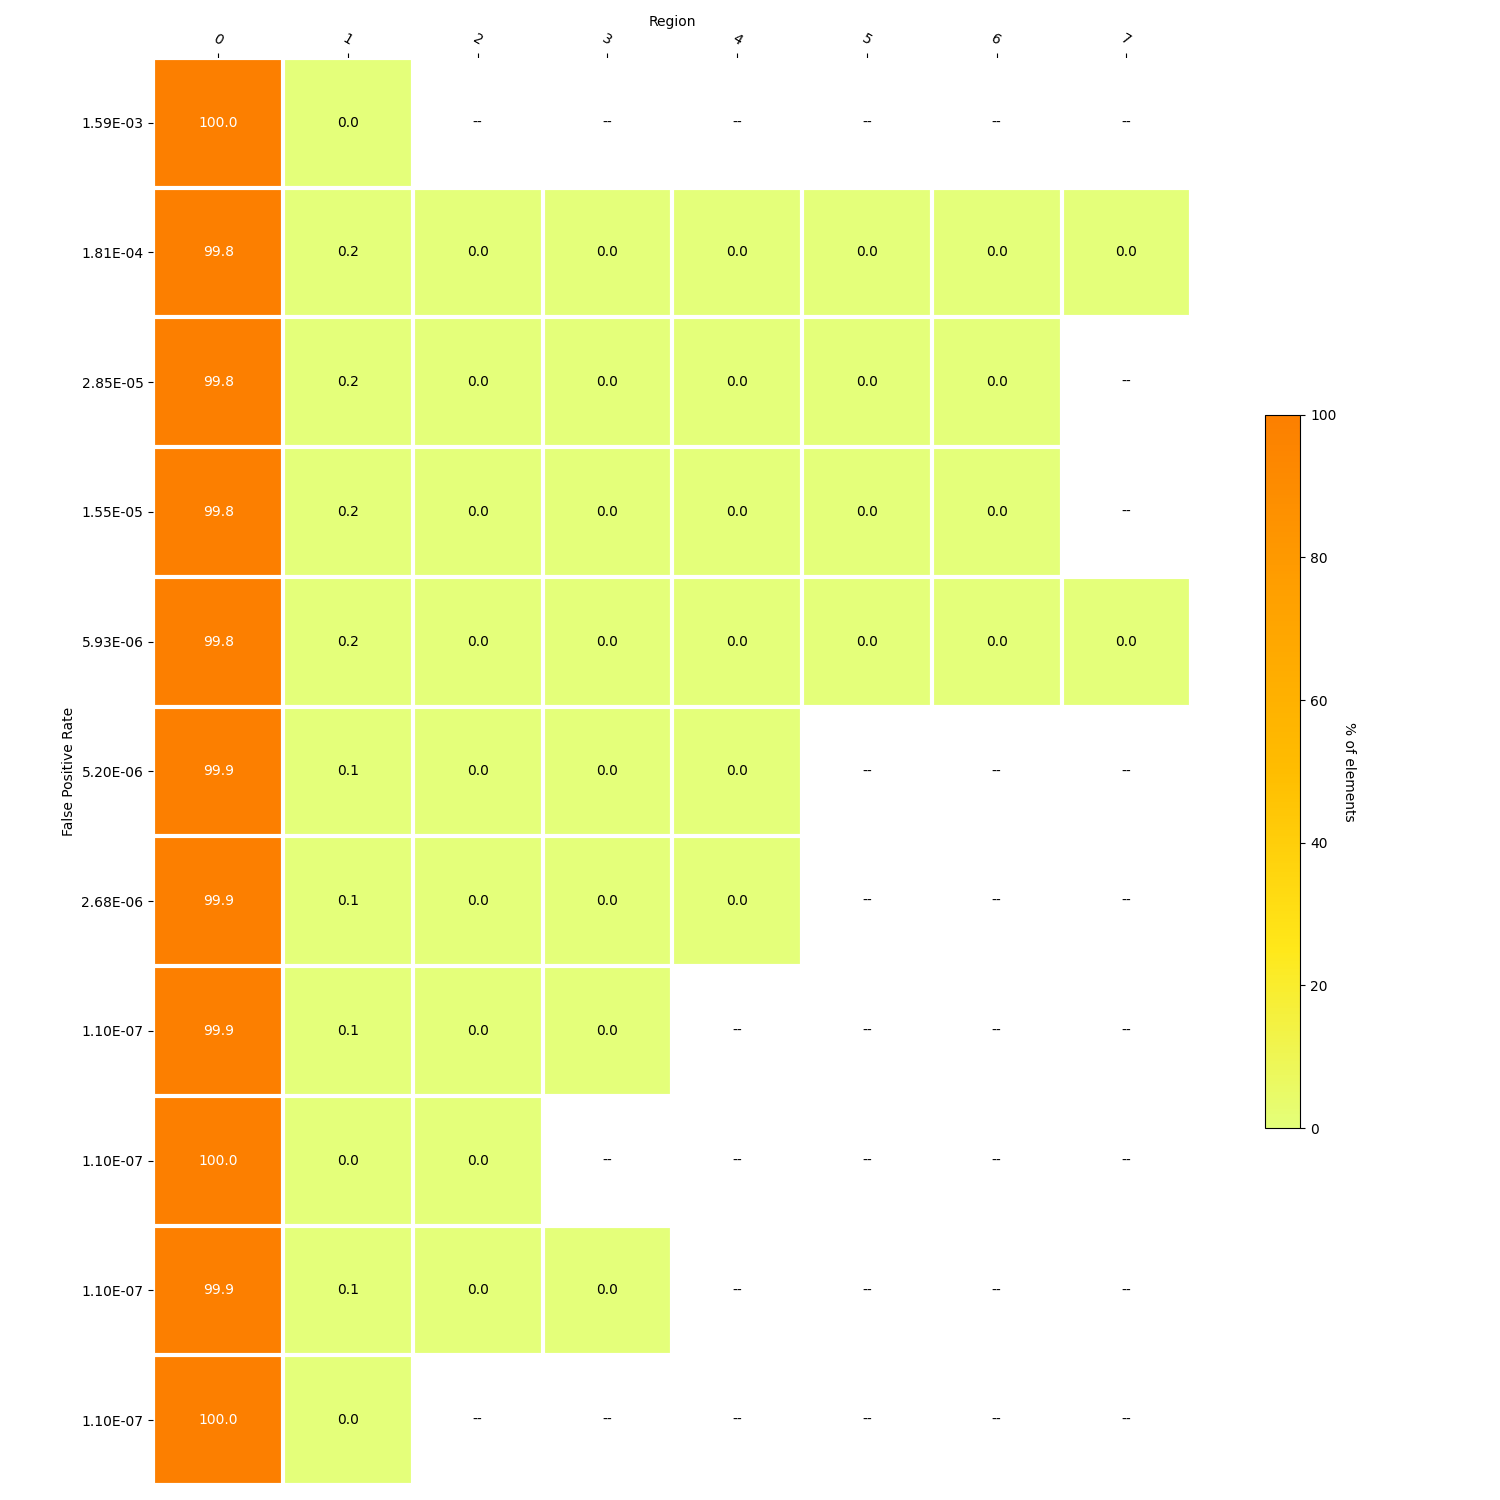 Region
0 1 2 3 4 5 6 7
1.59E-03 100.0 0.0 -- -- -- -- -- --
1.81E-04 99.8 0.2 0.0 0.0 0.0 0.0 0.0 0.0
2.85E-05 99.8 0.2 0.0 0.0 0.0 0.0 0.0 --
1.55E-05 99.8 0.2 0.0 0.0 0.0 0.0 0.0 --
5.93E-06 99.8 0.2 0.0 0.0 0.0 0.0 0.0 0.0
5.20E-06 99.9 0.1 0.0 0.0 0.0 -- -- --
2.68E-06 99.9 0.1 0.0 0.0 0.0 -- -- --
1.10E-07 99.9 0.1 0.0 0.0 -- -- -- --
1.10E-07 100.0 0.0 0.0 -- -- -- -- --
1.10E-07 99.9 0.1 0.0 0.0 -- -- -- --
1.10E-07 100.0 0.0 -- -- -- -- -- --
False Positive Rate
100
80
60
40
20
0
% of elements